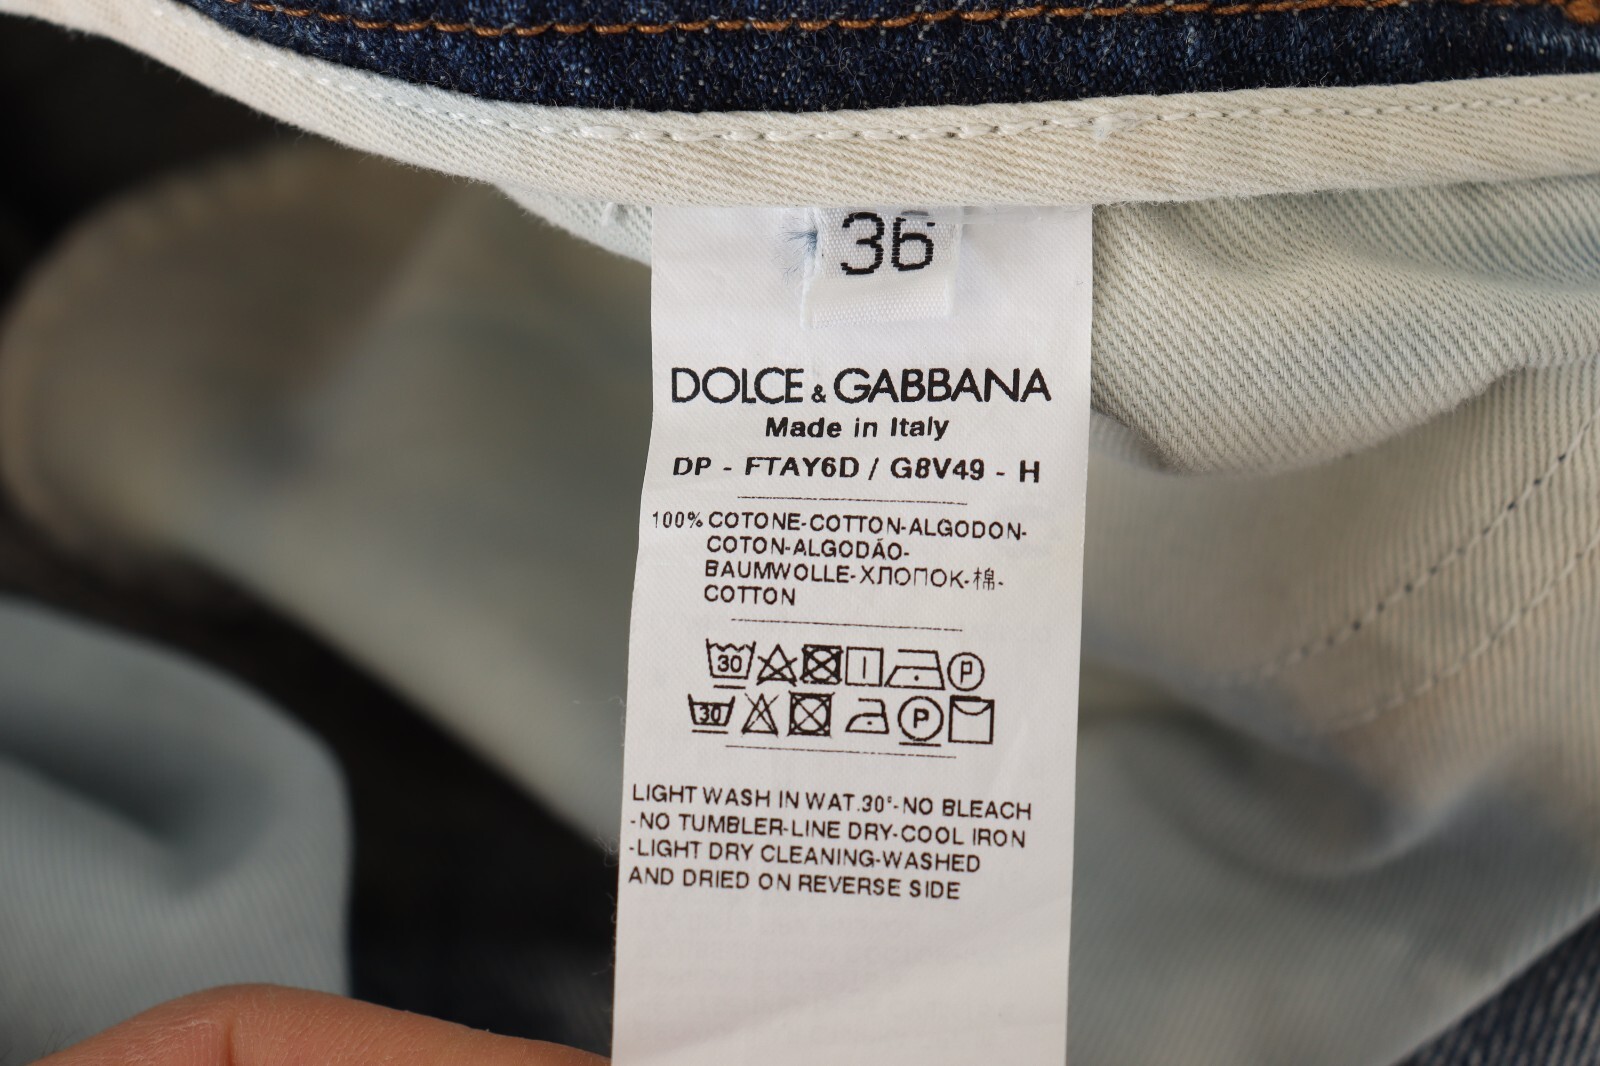 36
DOLCE & GABBANA
Made in Italy
DP - FTAY6D / G8V49 - H
100% COTONE-COTTON-ALGODON-
COTON-ALGODÃO-
BAUMWOLLE-ХЛОПОК-棉-
COTTON
30 P
30 P
LIGHT WASH IN WAT.30°-NO BLEACH
-NO TUMBLER-LINE DRY-COOL IRON
-LIGHT DRY CLEANING-WASHED
AND DRIED ON REVERSE SIDE